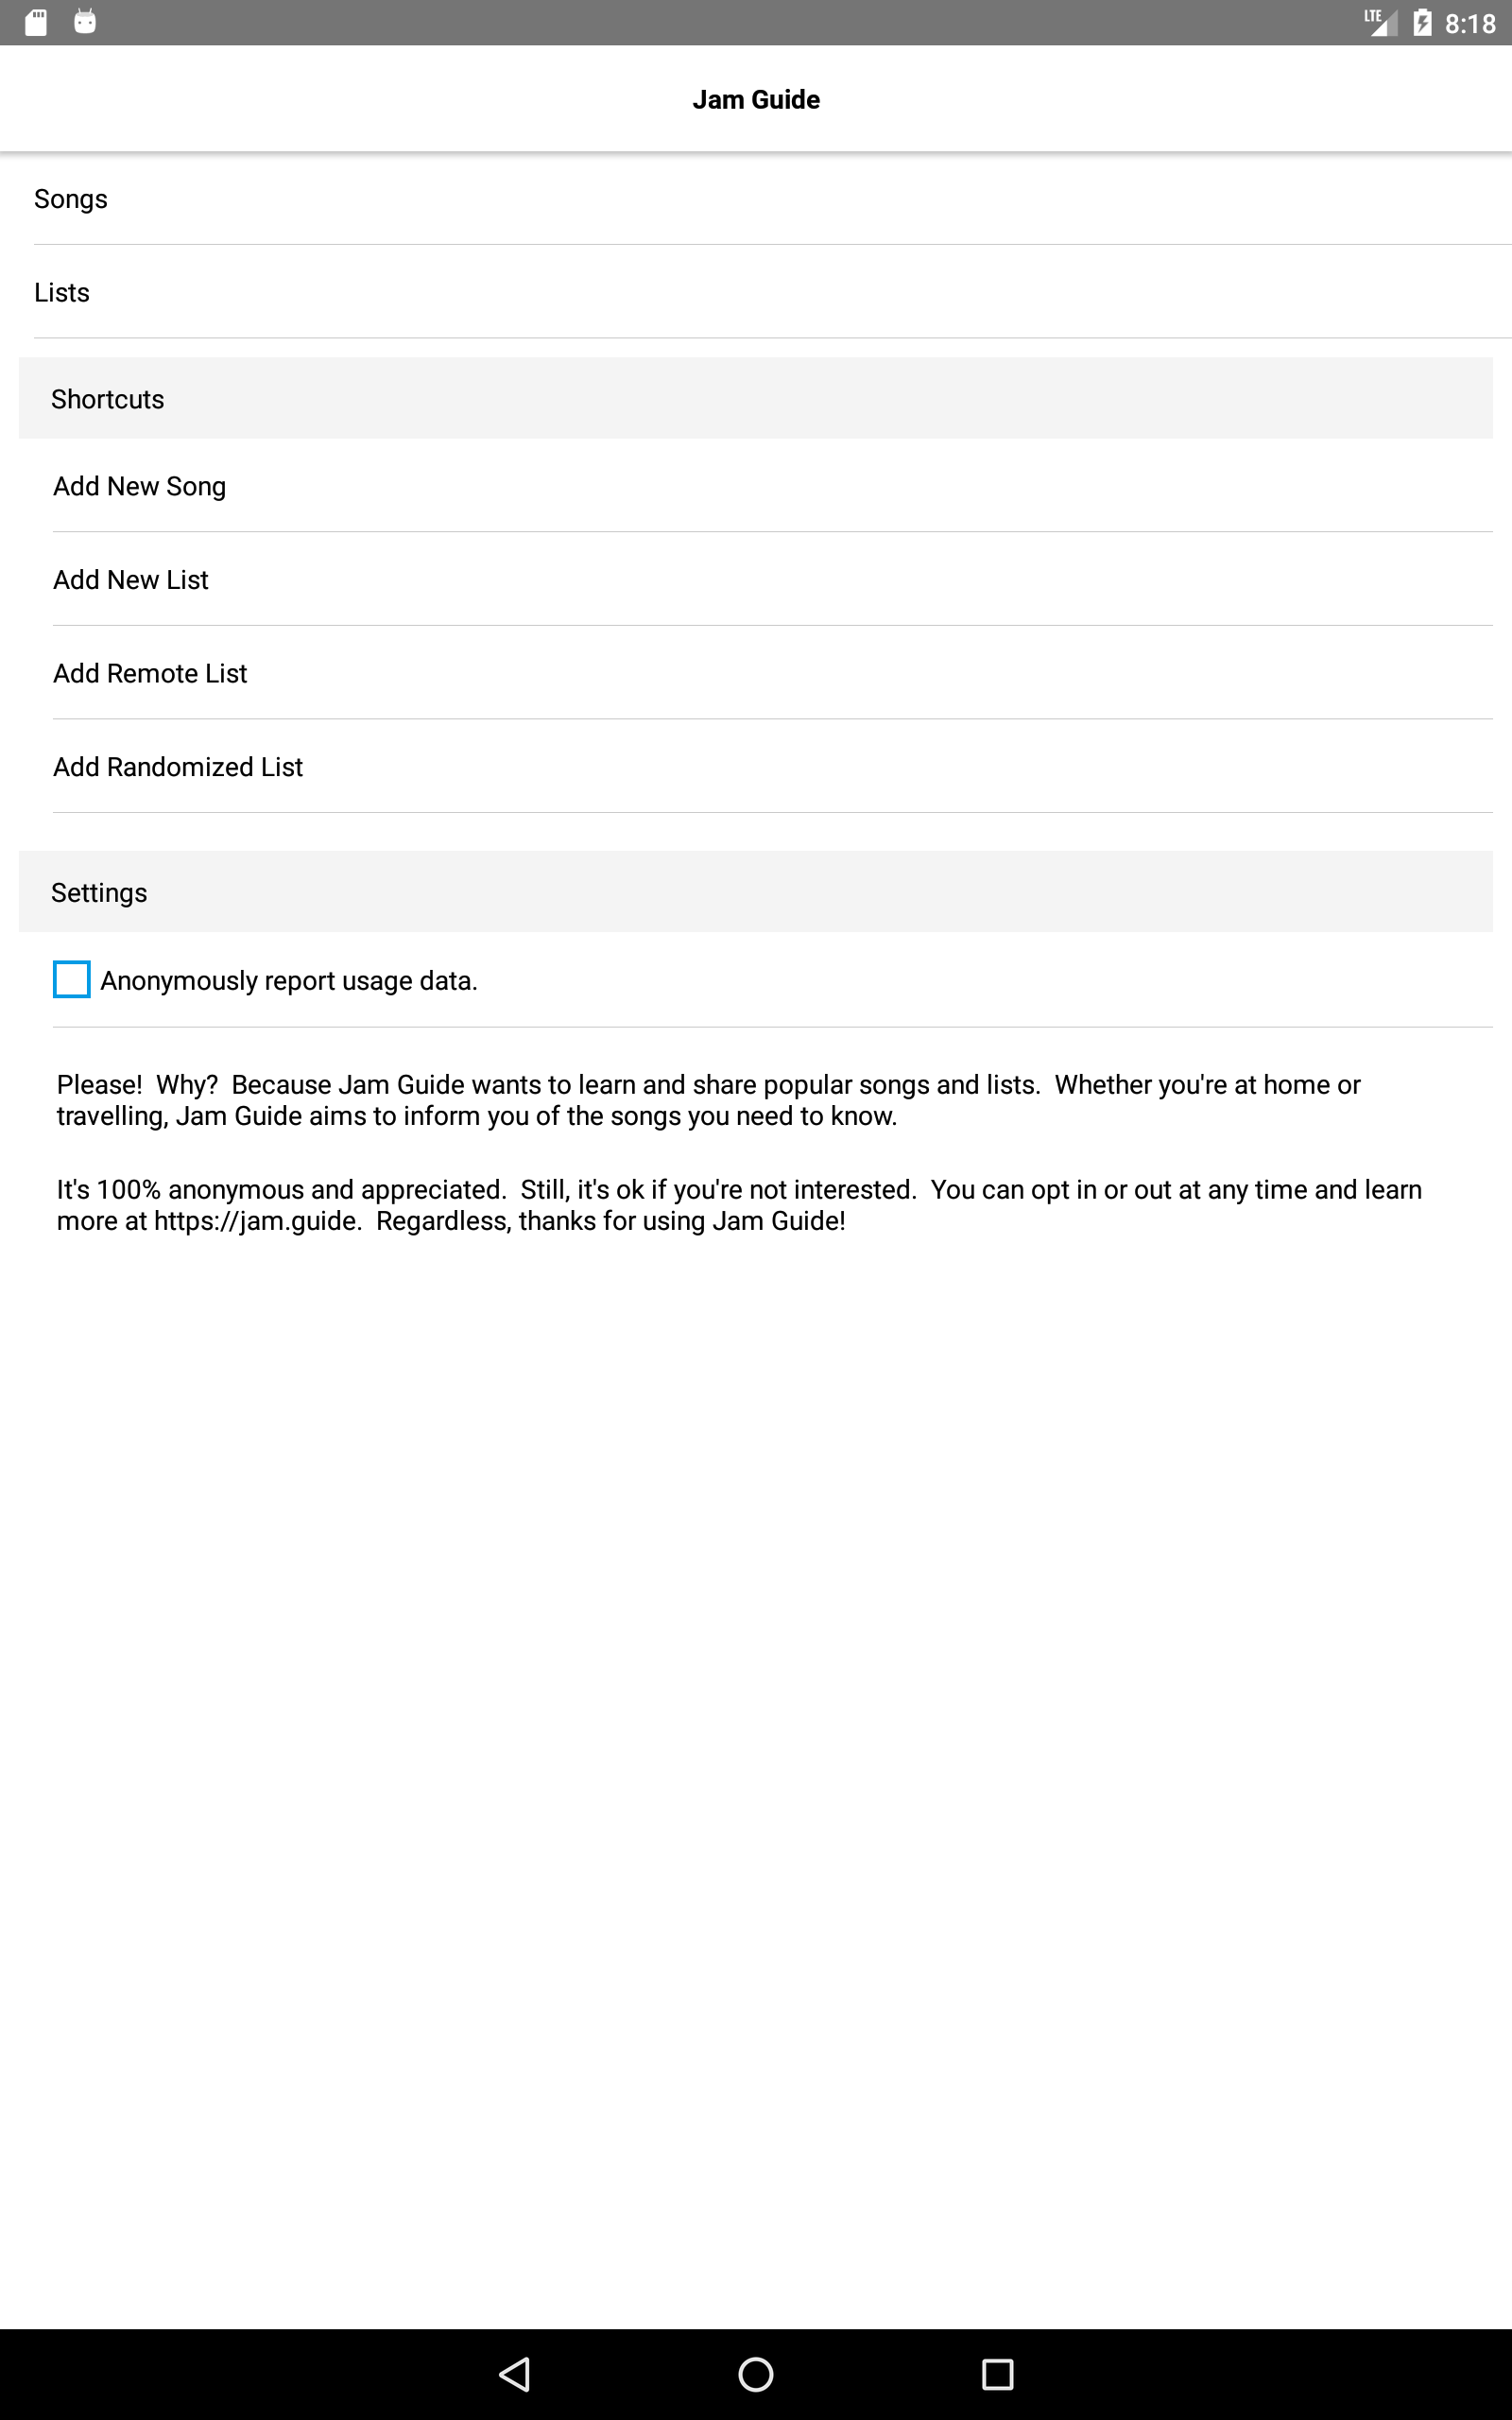 LTE 8:18
Jam Guide
Songs
Lists
Shortcuts
Add New Song
Add New List
Add Remote List
Add Randomized List
Settings
Anonymously report usage data.
Please!  Why?  Because Jam Guide wants to learn and share popular songs and lists.  Whether you're at home or
travelling, Jam Guide aims to inform you of the songs you need to know.
It's 100% anonymous and appreciated.  Still, it's ok if you're not interested.  You can opt in or out at any time and learn
more at https://jam.guide.  Regardless, thanks for using Jam Guide!